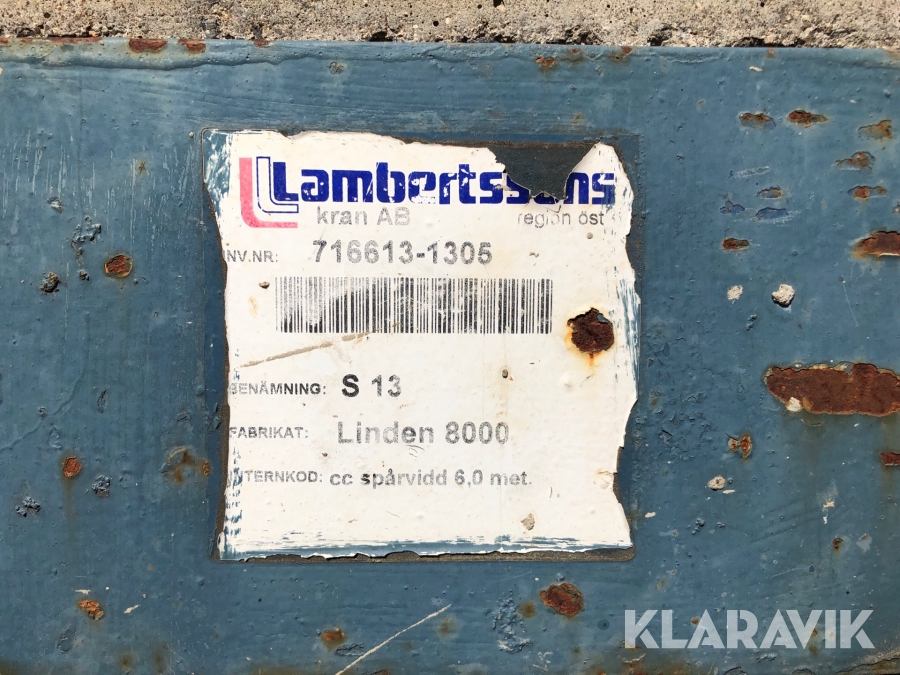 Lambertssons
kran AB region öst
NV.NR: 716613-1305
BENÄMNING: S 13
FABRIKAT: Linden 8000
INTERNKOD: cc spårvidd 6,0 met.
KLARAVIK